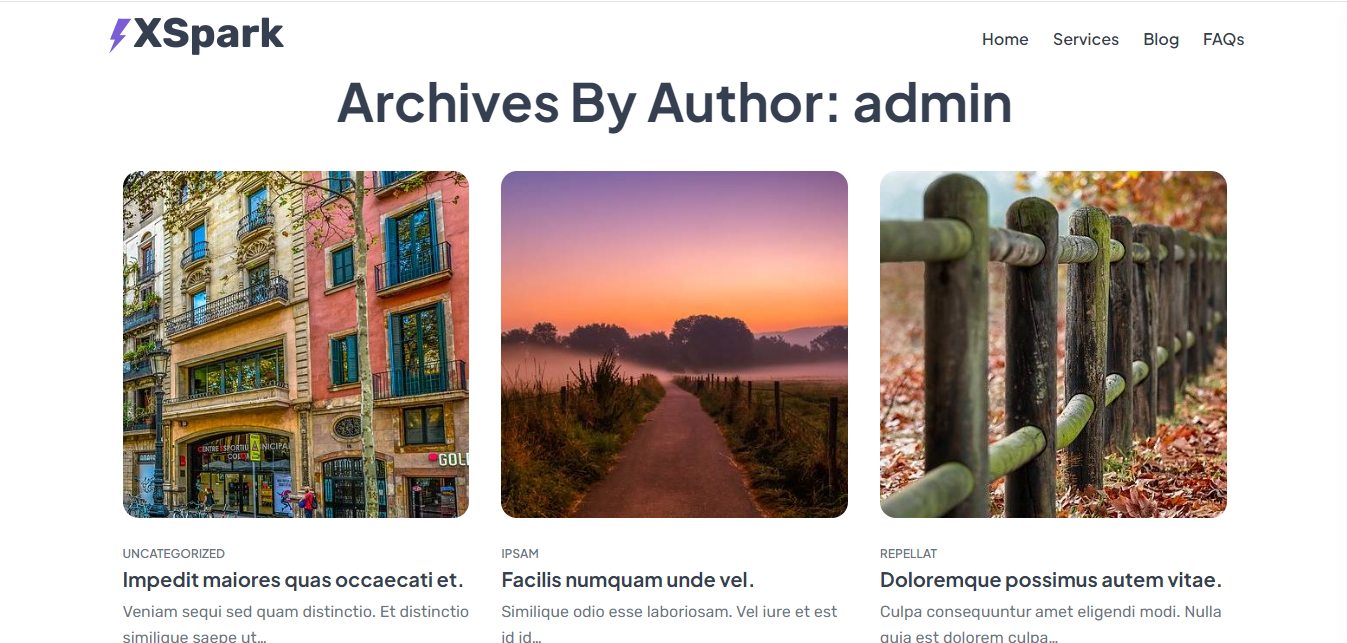 XSpark
Home Services Blog FAQs
Archives By Author: admin
CENTRE ESPORTIU MUNICIPAL
COLOM
GOL
UNCATEGORIZED
Impedit maiores quas occaecati et.
Veniam sequi sed quam distinctio. Et distinctio
similique saepe ut…
IPSAM
Facilis numquam unde vel.
Similique odio esse laboriosam. Vel iure et est
id id…
REPELLAT
Doloremque possimus autem vitae.
Culpa consequuntur amet eligendi modi. Nulla
quia est dolorem culpa…